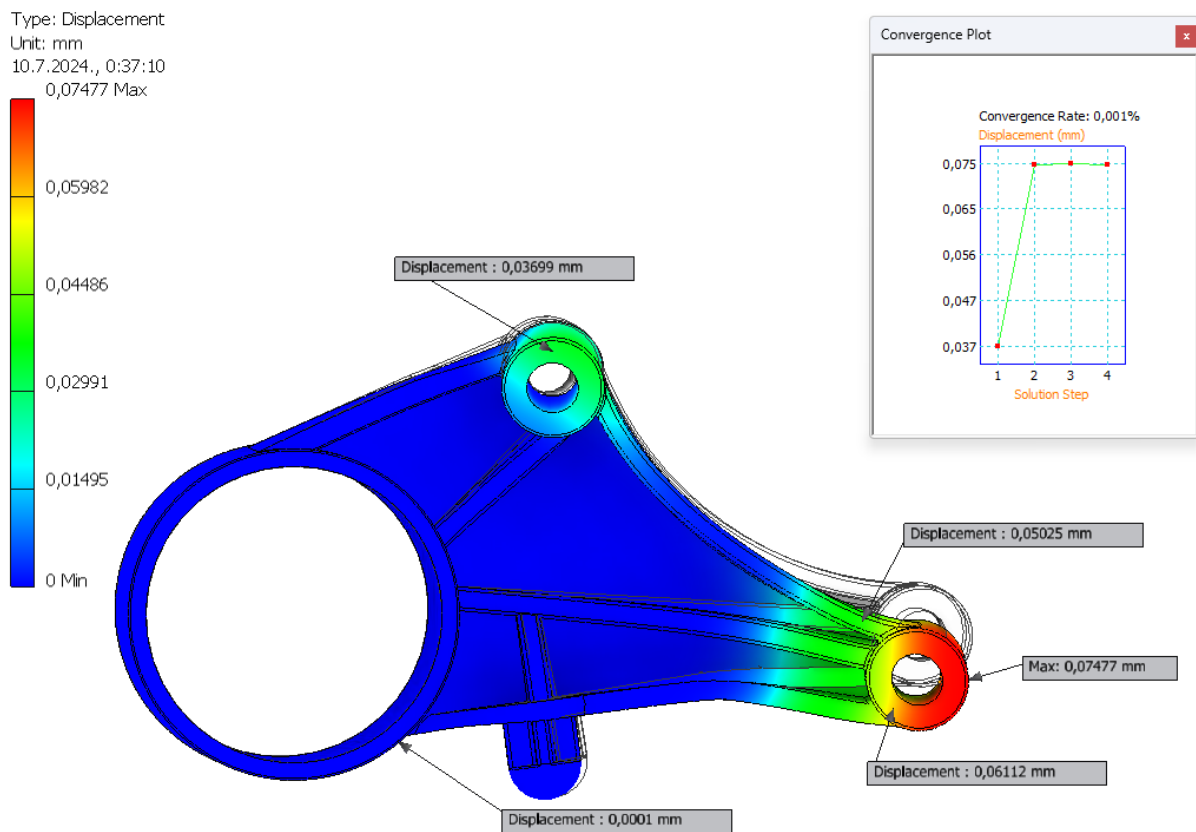 Type: Displacement
Unit: mm
10.7.2024., 0:37:10
0,07477 Max
0,05982
0,04486
0,02991
0,01495
0 Min
Displacement : 0,03699 mm
Displacement : 0,05025 mm
Max: 0,07477 mm
Displacement : 0,06112 mm
Displacement : 0,0001 mm
Convergence Plot
x
Convergence Rate: 0,001%
Displacement (mm)
0,075
0,065
0,056
0,047
0,037
1 2 3 4
Solution Step